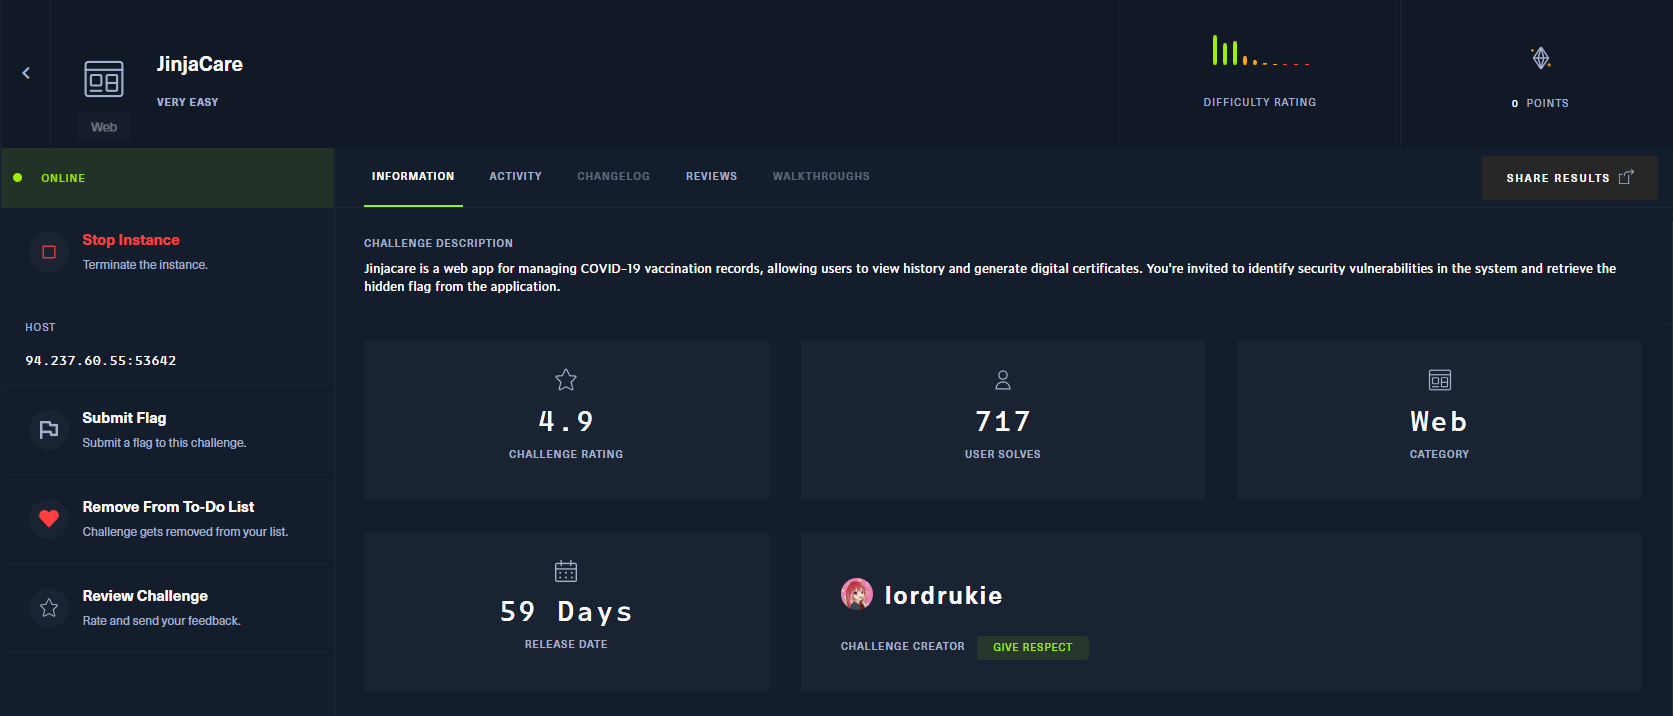 JinjaCare
VERY EASY
Web
DIFFICULTY RATING
0 POINTS
ONLINE
Stop Instance
Terminate the instance.
HOST
94.237.60.55:53642
Submit Flag
Submit a flag to this challenge.
Remove From To-Do List
Challenge gets removed from your list.
Review Challenge
Rate and send your feedback.
INFORMATION ACTIVITY CHANGELOG REVIEWS WALKTHROUGHS
SHARE RESULTS
CHALLENGE DESCRIPTION
Jinjacare is a web app for managing COVID-19 vaccination records, allowing users to view history and generate digital certificates. You're invited to identify security vulnerabilities in the system and retrieve the
hidden flag from the application.
4.9
CHALLENGE RATING
717
USER SOLVES
Web
CATEGORY
59 Days
RELEASE DATE
lordrukie
CHALLENGE CREATOR GIVE RESPECT